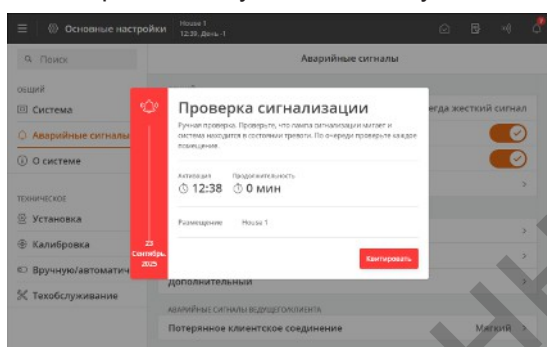 Основные настройки
House 1
12:39, День -1
Поиск
Аварийные сигналы
ОБЩИЙ
Система
егда жесткий сигнал
Аварийные сигналы
О системе
ТЕХНИЧЕСКОЕ
Установка
Калибровка
Вручную/автоматич
Техобслуживание
Проверка сигнализации
Ручная проверка. Проверьте, что лампа сигнализации мигает и
система находится в состоянии тревоги. По очереди проверьте каждое
помещение.
Активация
Продолжительность
12:38
0 мин
Размещение
House 1
23
Сентябрь
2025
Квитировать
Дополнительный
АВАРИЙНЫЕ СИГНАЛЫ ВЕДУЩЕГО/КЛИЕНТА
Потерянное клиентское соединение
Мягкий